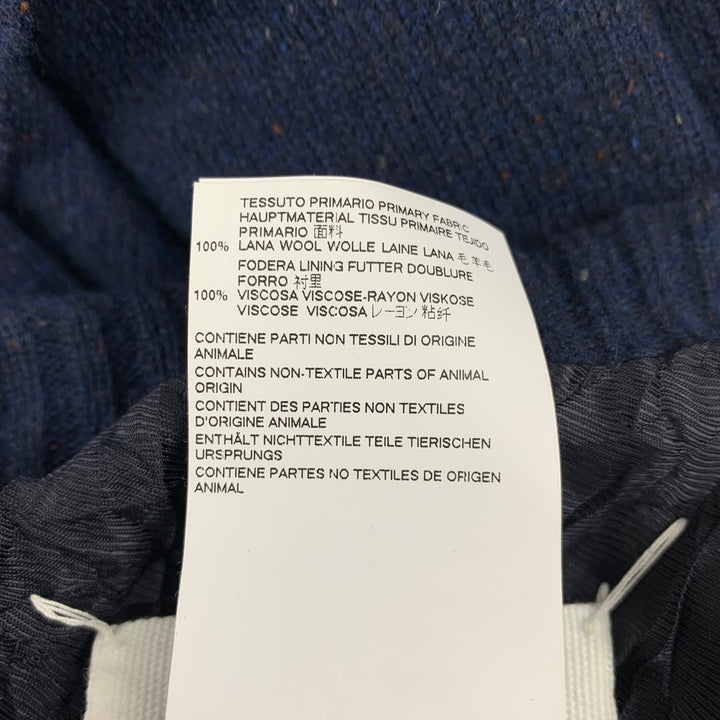 TESSUTO PRIMARIO PRIMARY FABRIC
HAUPTMATERIAL TISSU PRIMAIRE TEJIDO
PRIMARIO 面料
100% LANA WOOL WOLLE LAINE LANA 毛 羊毛
FODERA LINING FUTTER DOUBLURE
FORRO 衬里
100% VISCOSA VISCOSE-RAYON VISKOSE
VISCOSE VISCOSA レーヨン 粘纤
CONTIENE PARTI NON TESSILI DI ORIGINE
ANIMALE
CONTAINS NON-TEXTILE PARTS OF ANIMAL
ORIGIN
CONTIENT DES PARTIES NON TEXTILES
D'ORIGINE ANIMALE
ENTHÄLT NICHTTEXTILE TEILE TIERISCHEN
URSPRUNGS
CONTIENE PARTES NO TEXTILES DE ORIGEN
ANIMAL